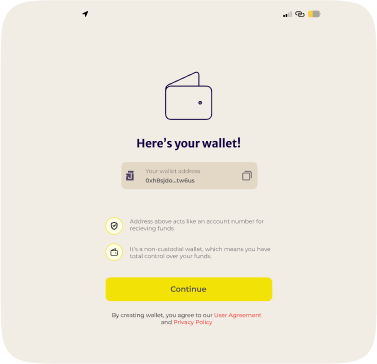 Here's your wallet!
Your wallet address
0xhBsjdo...tw6us
Address above acts like an account number for
recieving funds
It's a non-custodial wallet, which means you have
total control over your funds.
Continue
By creating wallet, you agree to our User Agreement
and Privacy Policy